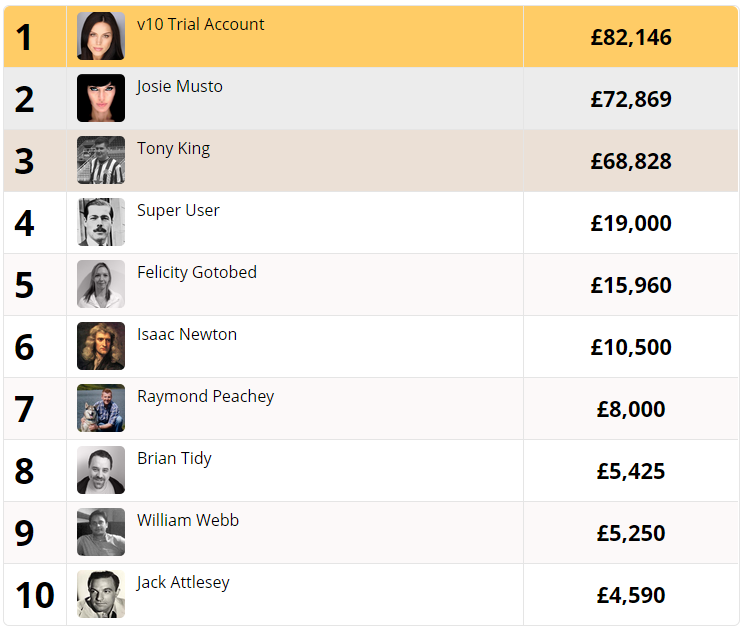 1 v10 Trial Account £82,146
2 Josie Musto £72,869
3 Tony King £68,828
4 Super User £19,000
5 Felicity Gotobed £15,960
6 Isaac Newton £10,500
7 Raymond Peachey £8,000
8 Brian Tidy £5,425
9 William Webb £5,250
10 Jack Attlesey £4,590